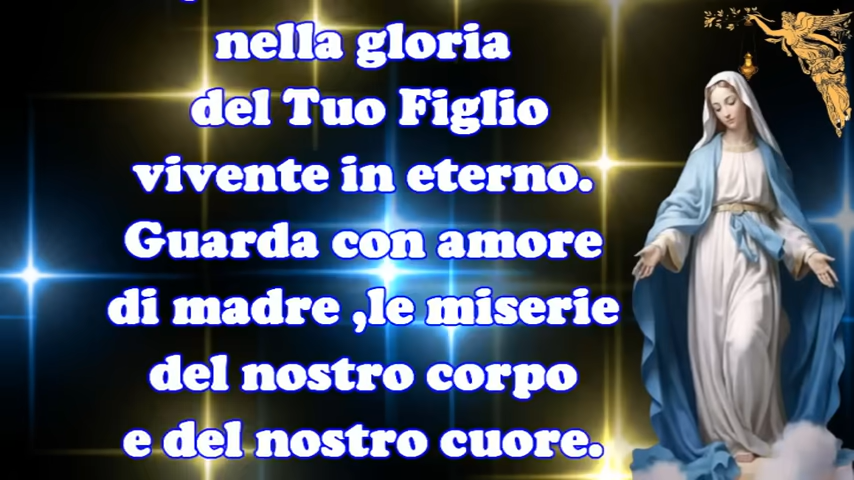 nella gloria
del Tuo Figlio
vivente in eterno.
Guarda con amore
di madre ,le miserie
del nostro corpo
e del nostro cuore.